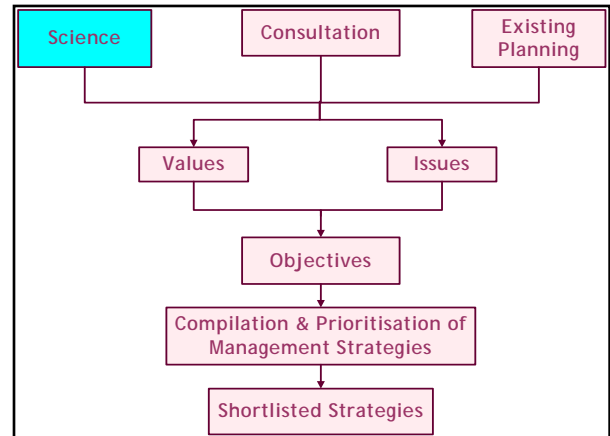 Science
Consultation
Existing
Planning
Values
Issues
Objectives
Compilation & Prioritisation of
Management Strategies
Shortlisted Strategies